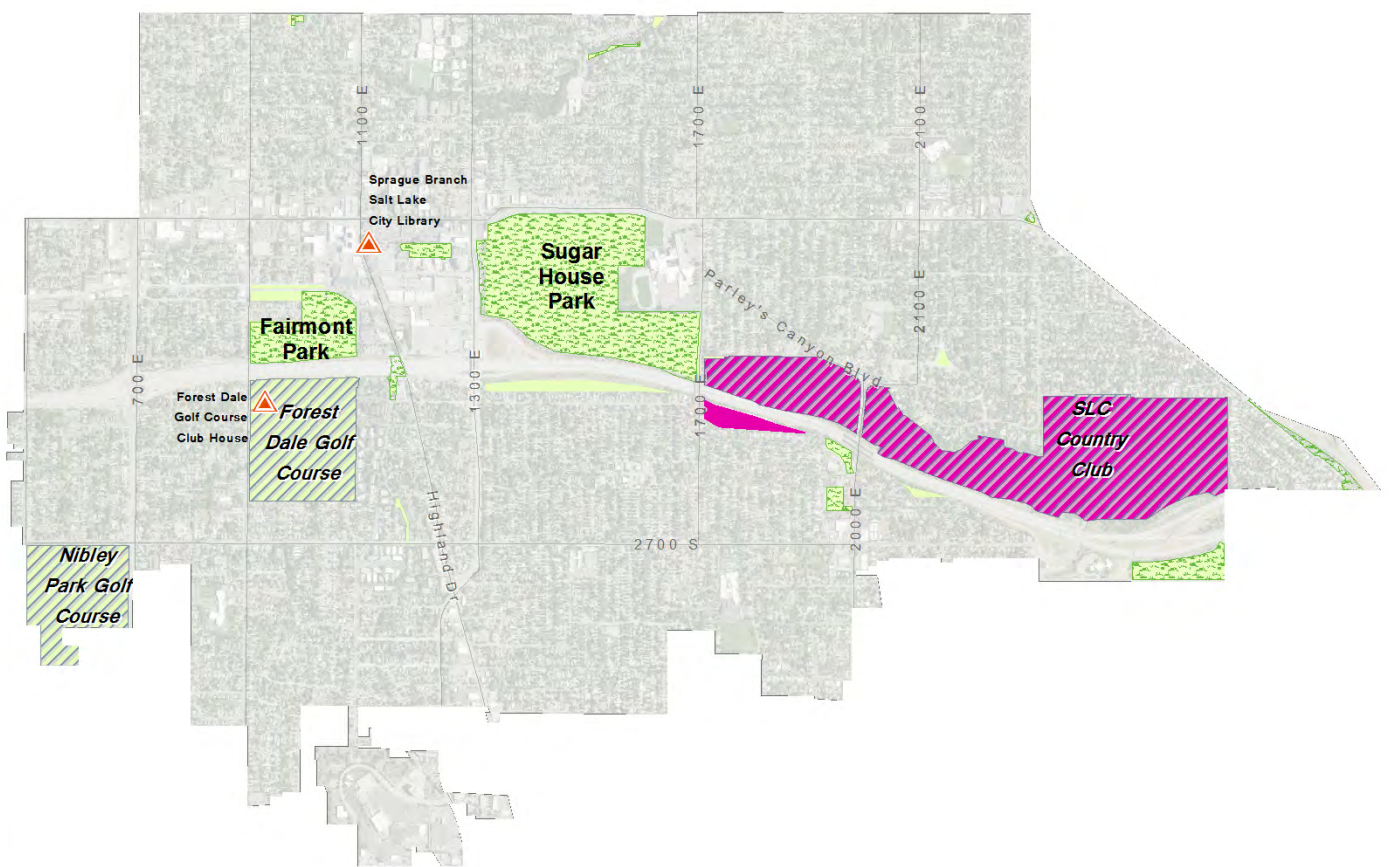 1100 E
1700 E
2100 E
Sprague Branch
Salt Lake
City Library
Sugar
House
Park
Parley's Canyon Blvd
2100 E
Fairmont
Park
700 E
1300 E
1700 E
Forest Dale
Golf Course
Club House
Forest
Dale Golf
Course
SLC
Country
Club
Highland Dr
2000 E
2700 S
Nibley
Park Golf
Course